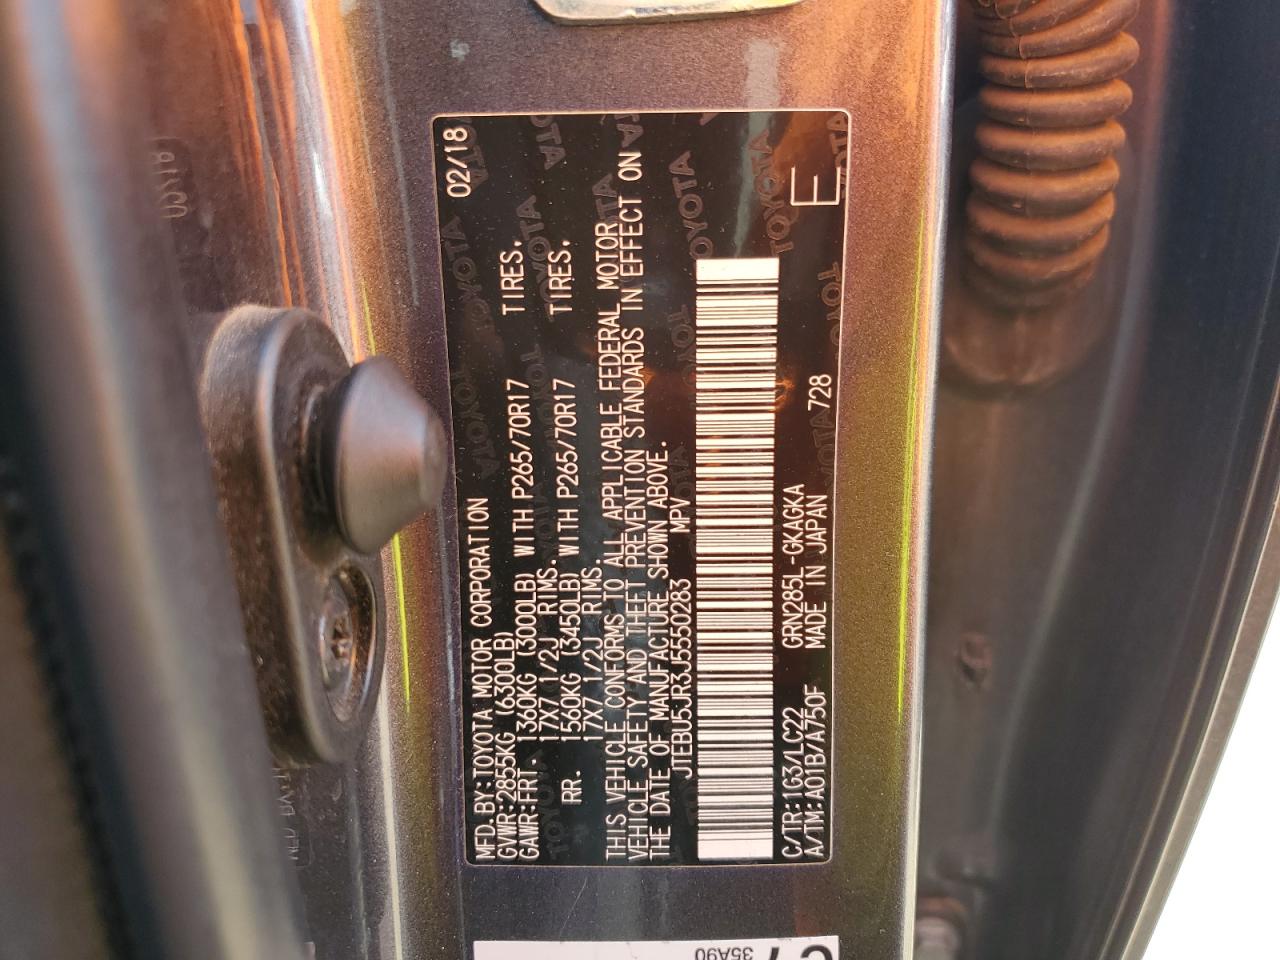 MFD.BY:TOYOTA MOTOR CORPORATION 02/18
GVWR:2855KG (6300LB)
GAWR:FRT. 1360KG (3000LB) WITH P265/70R17 TIRES.
17X7 1/2J RIMS.
RR. 1560KG (3450LB) WITH P265/70R17 TIRES.
17X7 1/2J RIMS.
THIS VEHICLE CONFORMS TO ALL APPLICABLE FEDERAL MOTOR
VEHICLE SAFETY AND THEFT PREVENTION STANDARDS IN EFFECT ON
THE DATE OF MANUFACTURE SHOWN ABOVE.
JTEBU5JR3J5550283 MPV
C/TR:1G3/LC22 GRN285L-GKAGKA
A/TM:A01B/A750F MADE IN JAPAN 728 E
35A90